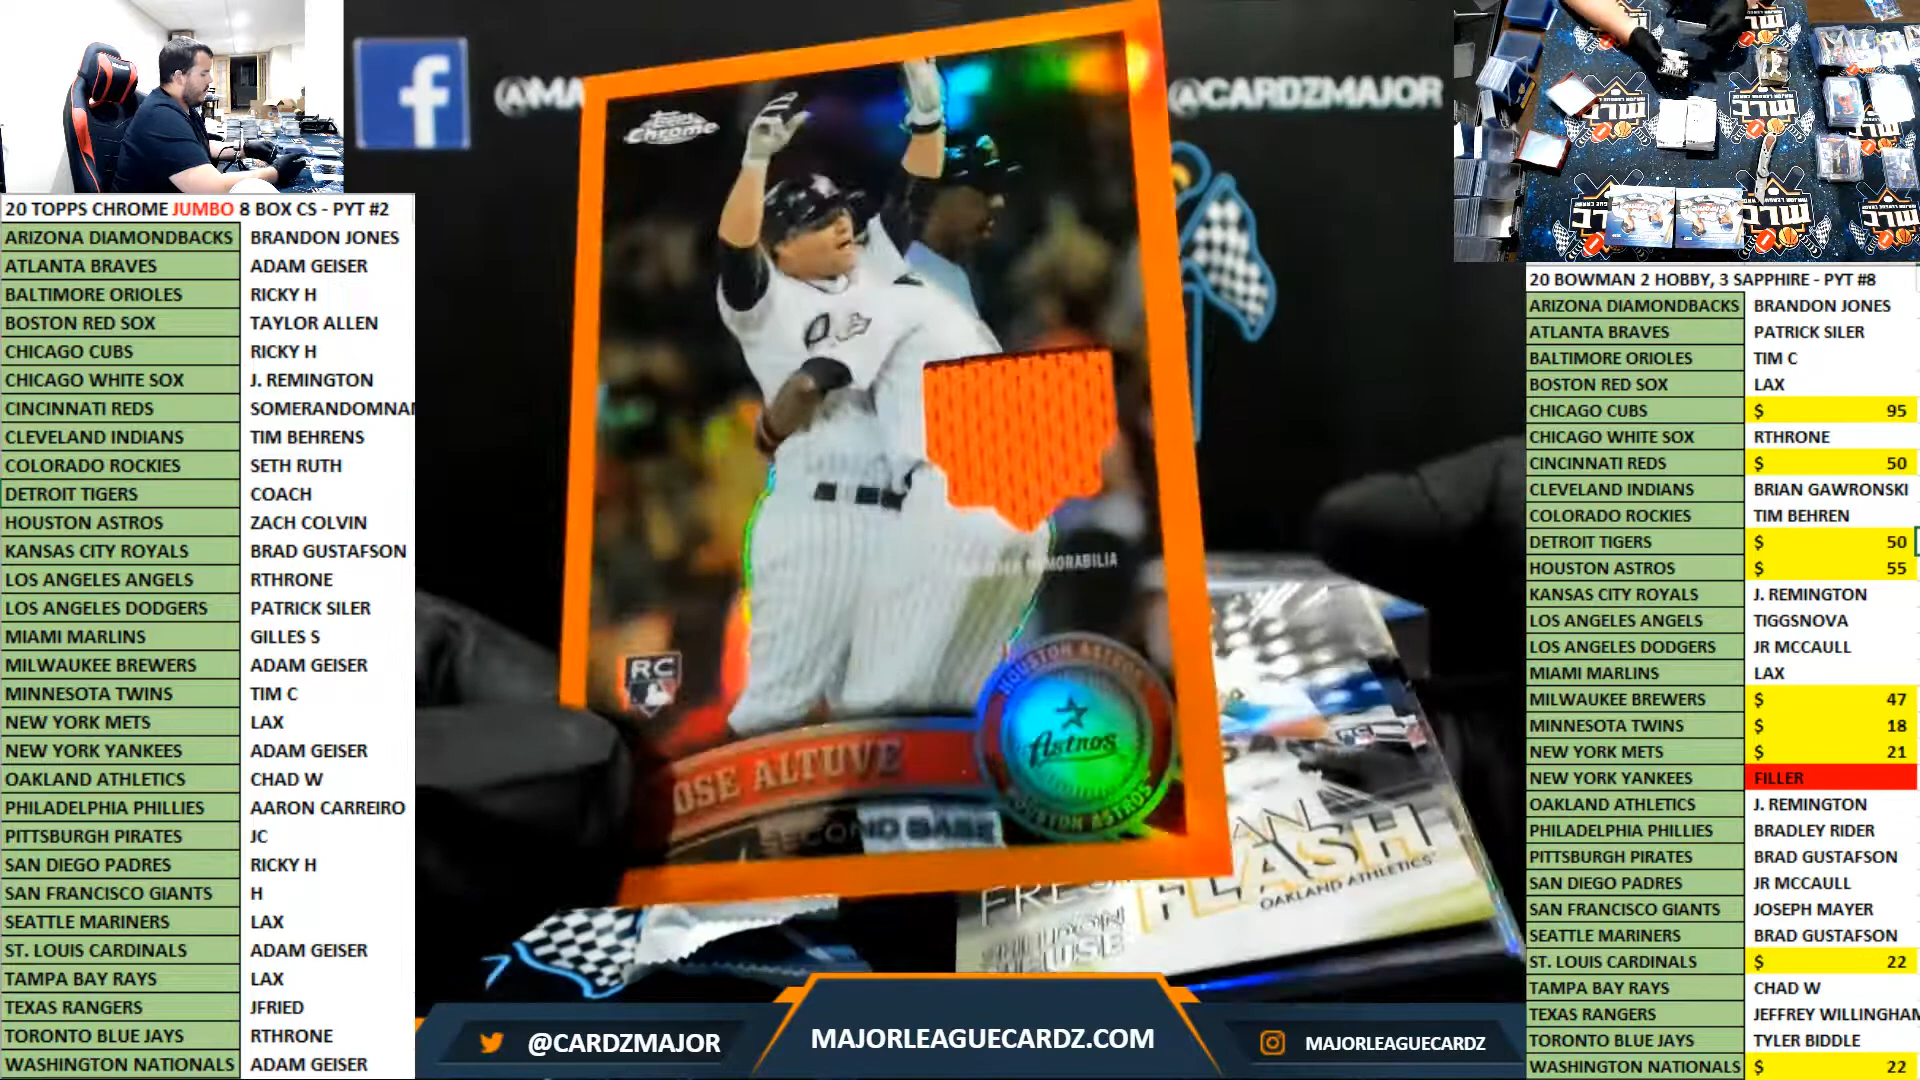 20 TOPPS CHROME JUMBO 8 BOX CS - PYT #2
ARIZONA DIAMONDBACKS BRANDON JONES
ATLANTA BRAVES ADAM GEISER
BALTIMORE ORIOLES RICKY H
BOSTON RED SOX TAYLOR ALLEN
CHICAGO CUBS RICKY H
CHICAGO WHITE SOX J. REMINGTON
CINCINNATI REDS SOMERANDOMNA
CLEVELAND INDIANS TIM BEHRENS
COLORADO ROCKIES SETH RUTH
DETROIT TIGERS COACH
HOUSTON ASTROS ZACH COLVIN
KANSAS CITY ROYALS BRAD GUSTAFSON
LOS ANGELES ANGELS RTHRONE
LOS ANGELES DODGERS PATRICK SILER
MIAMI MARLINS GILLES S
MILWAUKEE BREWERS ADAM GEISER
MINNESOTA TWINS TIM C
NEW YORK METS LAX
NEW YORK YANKEES ADAM GEISER
OAKLAND ATHLETICS CHAD W
PHILADELPHIA PHILLIES AARON CARREIRO
PITTSBURGH PIRATES JC
SAN DIEGO PADRES RICKY H
SAN FRANCISCO GIANTS H
SEATTLE MARINERS LAX
ST. LOUIS CARDINALS ADAM GEISER
TAMPA BAY RAYS LAX
TEXAS RANGERS JFRIED
TORONTO BLUE JAYS RTHRONE
WASHINGTON NATIONALS ADAM GEISER
f
@MA
@CARDZMAJOR
Topps
Chrome
MEMORABILIA
RC
HOUSTON ASTROS
Astros
HOUSTON ASTROS
OSE ALTUVE
SECOND BASE
FLASH
OAKLAND ATHLETICS
@CARDZMAJOR
MAJORLEAGUECARDZ.COM
MAJORLEAGUECARDZ
20 BOWMAN 2 HOBBY, 3 SAPPHIRE - PYT #8
ARIZONA DIAMONDBACKS BRANDON JONES
ATLANTA BRAVES PATRICK SILER
BALTIMORE ORIOLES TIM C
BOSTON RED SOX LAX
CHICAGO CUBS $ 95
CHICAGO WHITE SOX RTHRONE
CINCINNATI REDS $ 50
CLEVELAND INDIANS BRIAN GAWRONSKI
COLORADO ROCKIES TIM BEHREN
DETROIT TIGERS $ 50
HOUSTON ASTROS $ 55
KANSAS CITY ROYALS J. REMINGTON
LOS ANGELES ANGELS TIGGSNOVA
LOS ANGELES DODGERS JR MCCAULL
MIAMI MARLINS LAX
MILWAUKEE BREWERS $ 47
MINNESOTA TWINS $ 18
NEW YORK METS $ 21
NEW YORK YANKEES FILLER
OAKLAND ATHLETICS J. REMINGTON
PHILADELPHIA PHILLIES BRADLEY RIDER
PITTSBURGH PIRATES BRAD GUSTAFSON
SAN DIEGO PADRES JR MCCAULL
SAN FRANCISCO GIANTS JOSEPH MAYER
SEATTLE MARINERS BRAD GUSTAFSON
ST. LOUIS CARDINALS $ 22
TAMPA BAY RAYS CHAD W
TEXAS RANGERS JEFFREY WILLINGHAM
TORONTO BLUE JAYS TYLER BIDDLE
WASHINGTON NATIONALS $ 22